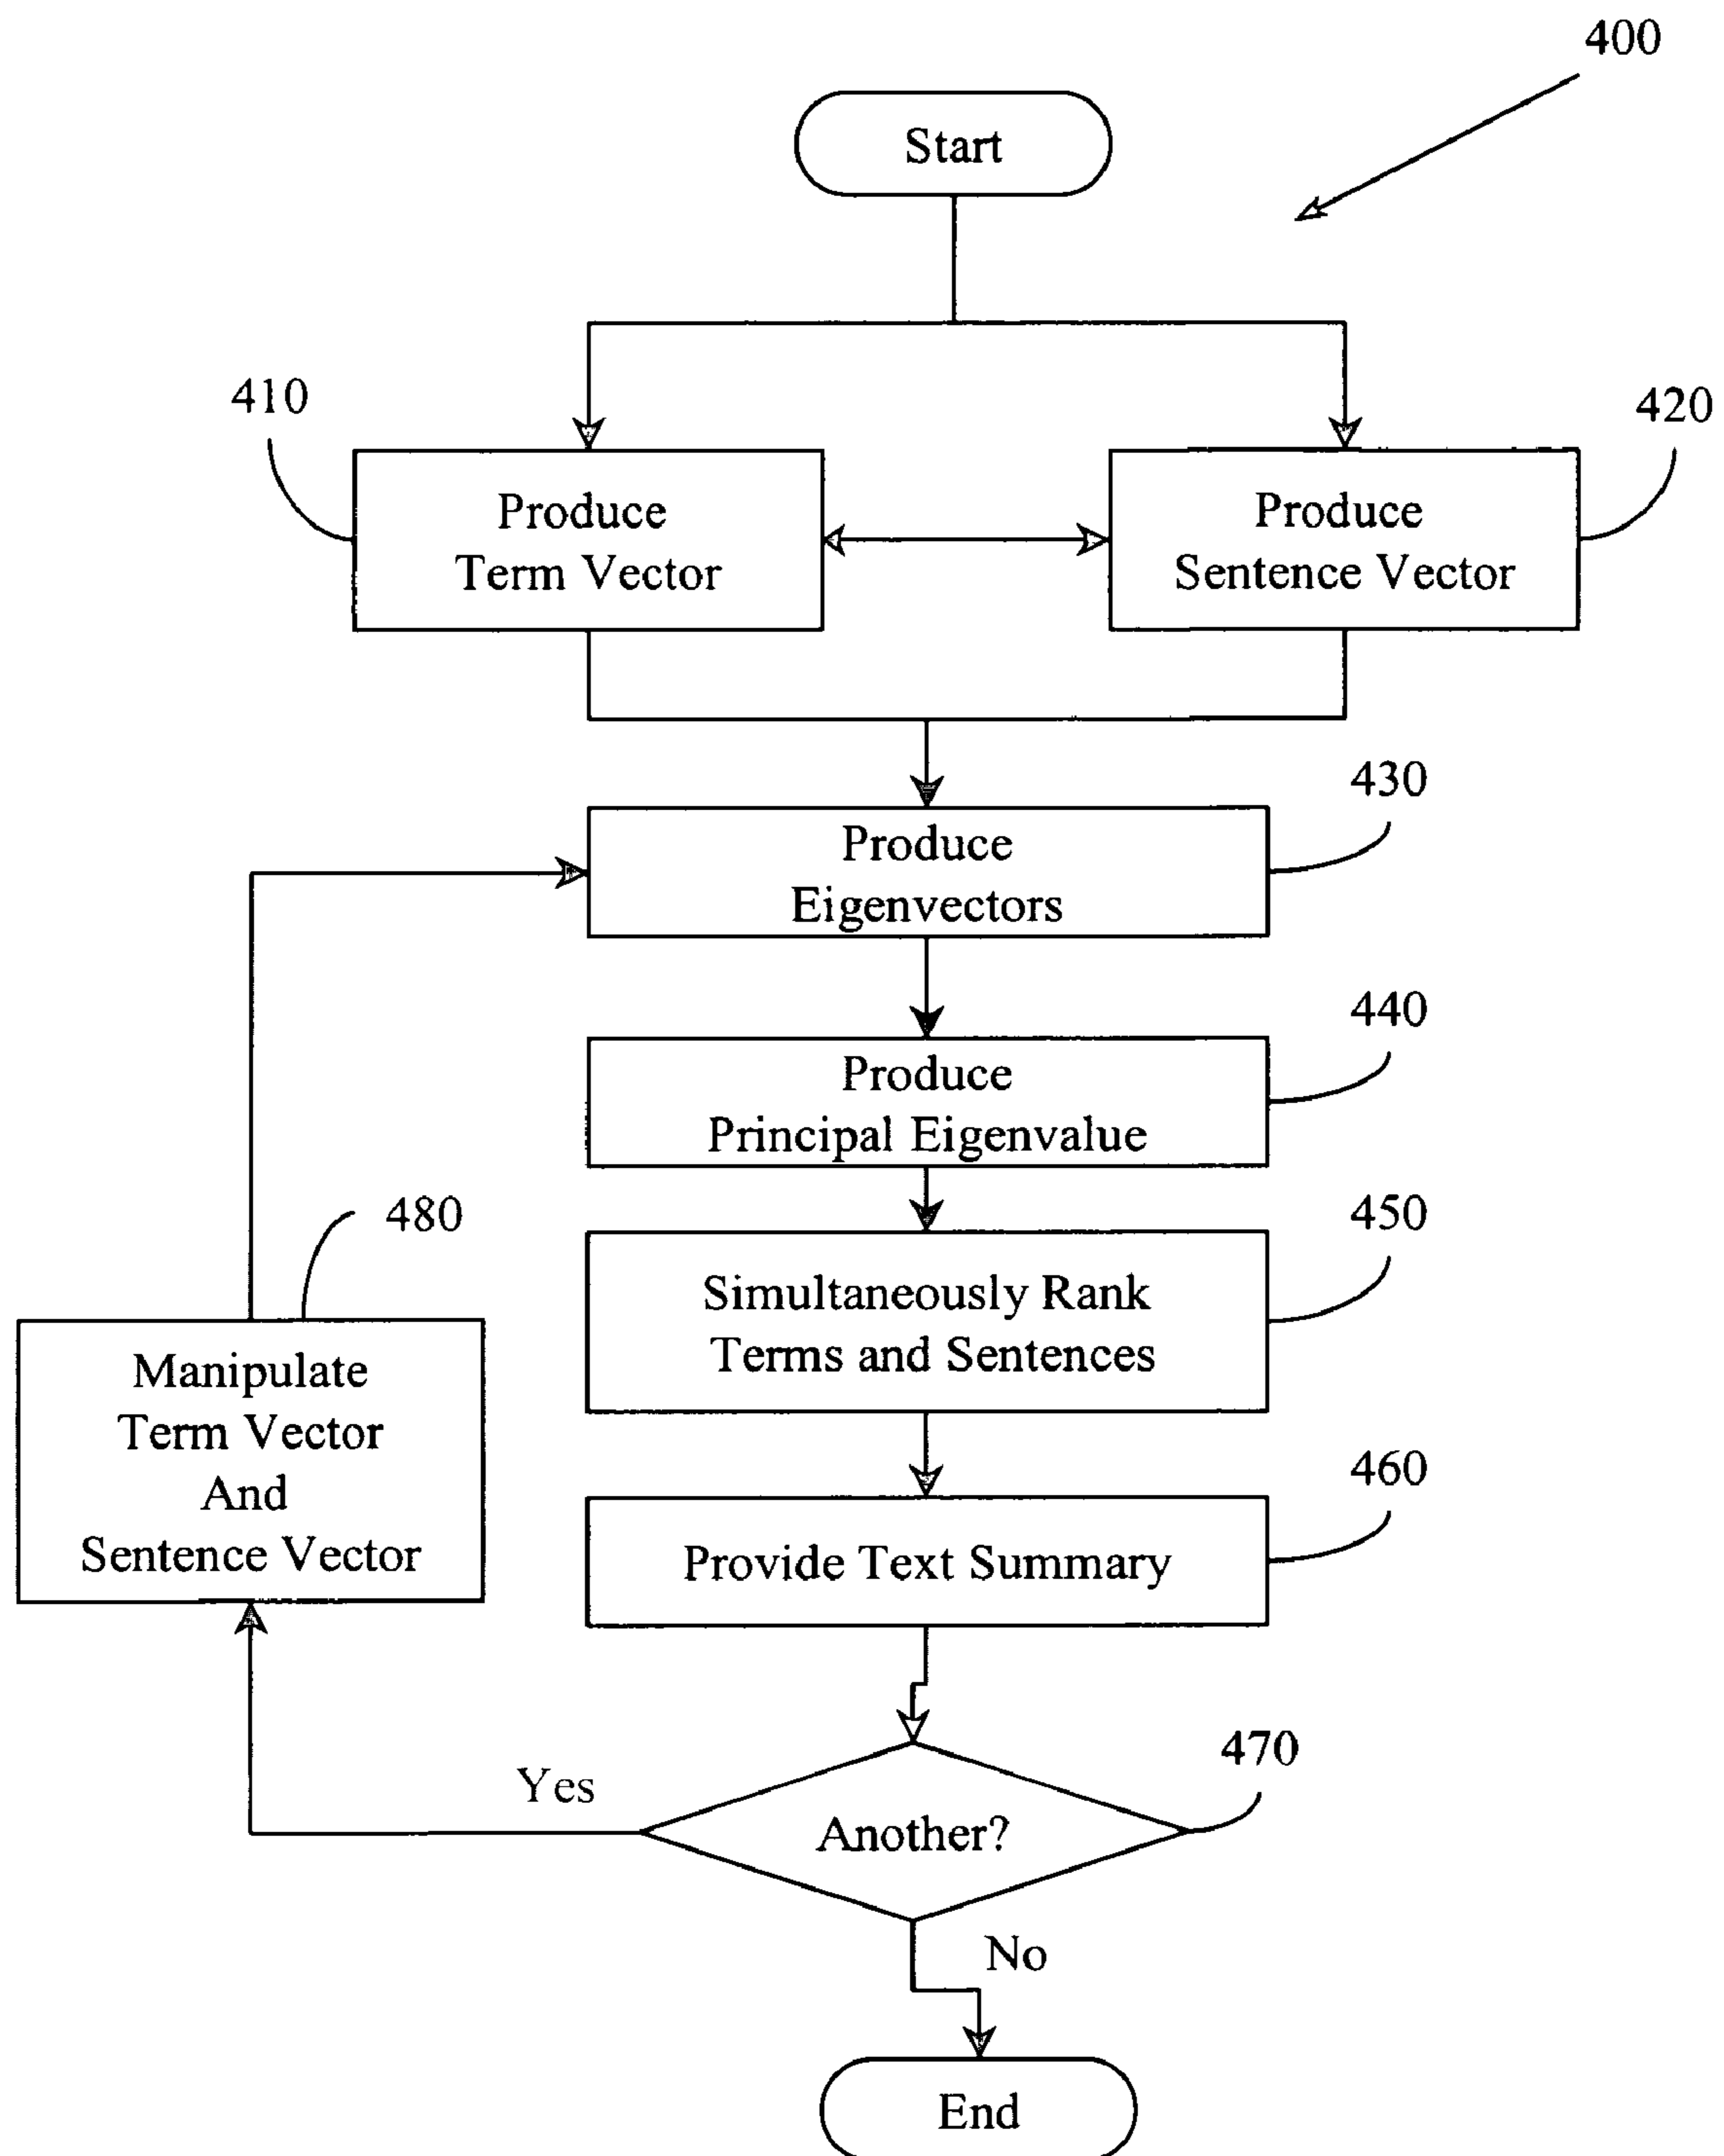 400
Start
410
420
Produce
Term Vector
Produce
Sentence Vector
430
Produce
Eigenvectors
440
Produce
Principal Eigenvalue
450
480
Simultaneously Rank
Terms and Sentences
Manipulate
Term Vector
And
Sentence Vector
460
Provide Text Summary
470
Yes
Another?
No
End